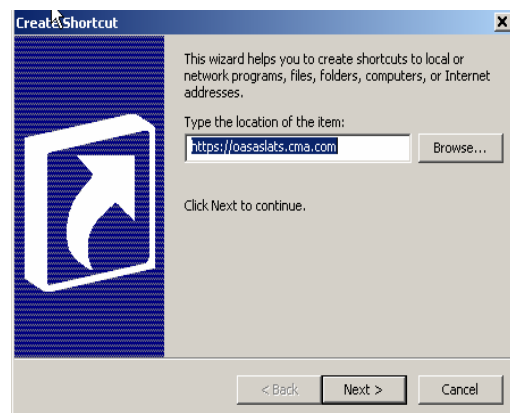 Create Shortcut
This wizard helps you to create shortcuts to local or
network programs, files, folders, computers, or Internet
addresses.
Type the location of the item:
https://oasaslats.cma.com
Browse...
Click Next to continue.
< Back
Next >
Cancel